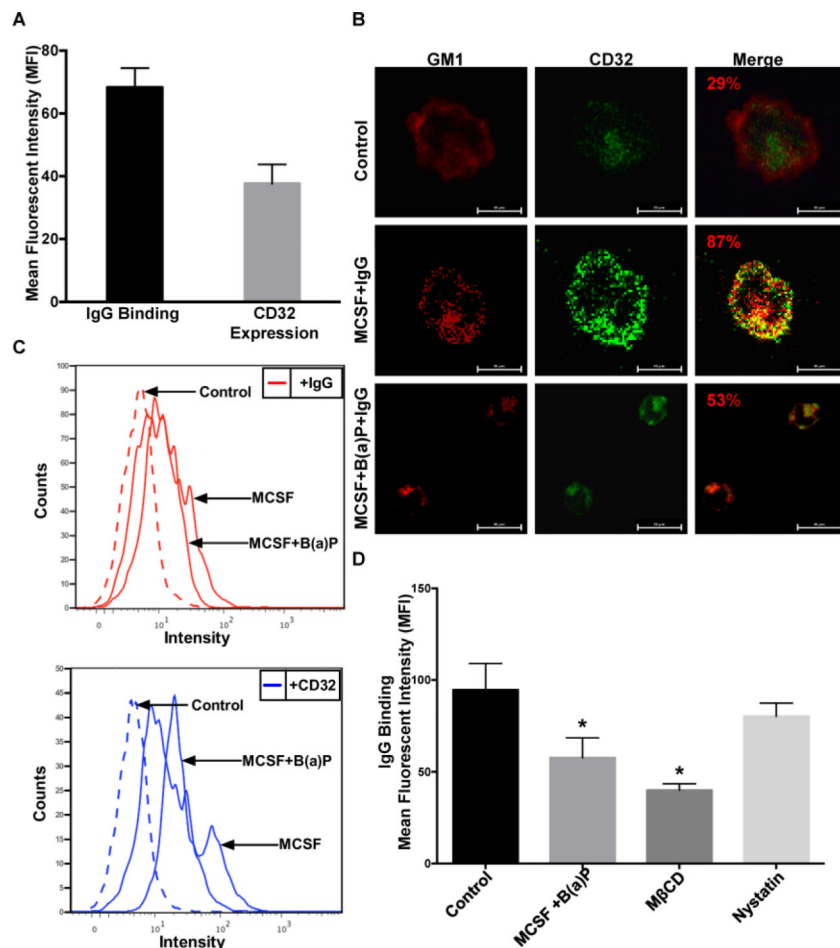 A
Mean Fluorescent Intensity (MFI)
80
60
40
20
0
IgG Binding
CD32
Expression
B
GM1
CD32
Merge
Control
29%
MCSF+IgG
87%
MCSF+B(a)P+IgG
53%
C
Counts
100
90
80
70
60
50
40
30
20
10
0
+IgG
Control
MCSF
MCSF+B(a)P
0
10¹
10²
10³
Intensity
Counts
50
45
40
35
30
25
20
15
10
5
0
+CD32
Control
MCSF+B(a)P
MCSF
0
10¹
10²
10³
Intensity
D
IgG Binding
Mean Fluorescent Intensity (MFI)
150
100
50
0
*
*
Control
MCSF +B(a)P
MβCD
Nystatin